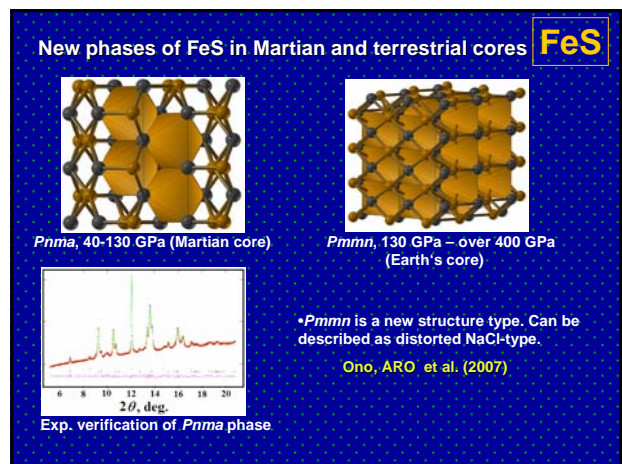 New phases of FeS in Martian and terrestrial cores
FeS
Pnma, 40-130 GPa (Martian core)
Pmmn, 130 GPa – over 400 GPa
(Earth‘s core)
6 8 10 12 14 16 18 20
2θ, deg.
Exp. verification of Pnma phase
•Pmmn is a new structure type. Can be
described as distorted NaCl-type.
Ono, ARO et al. (2007)